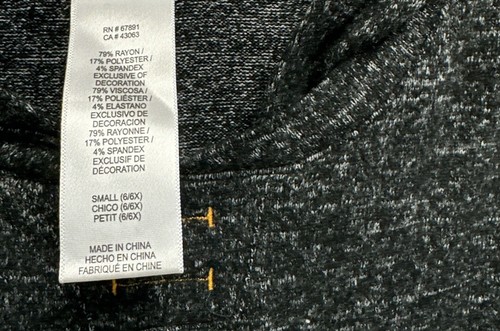 RN # 67891
CA # 43063
79% RAYON /
17% POLYESTER /
4% SPANDEX
EXCLUSIVE OF
DECORATION
79% VISCOSA /
17% POLIÉSTER /
4% ELASTANO
EXCLUSIVO DE
DECORACION
79% RAYONNE /
17% POLYESTER /
4% SPANDEX
EXCLUSIF DE
DÉCORATION
SMALL (6/6X)
CHICO (6/6X)
PETIT (6/6X)
MADE IN CHINA
HECHO EN CHINA
FABRIQUÉ EN CHINE